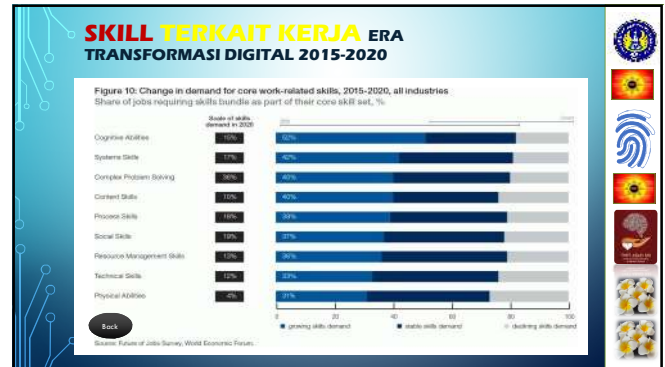 SKILL TERKAIT KERJA ERA
TRANSFORMASI DIGITAL 2015-2020
Figure 10: Change in demand for core work-related skills, 2015-2020, all industries
Share of jobs requiring skills bundle as part of their core skill set, %
Scale of skills
demand in 2020
Cognitive Abilities 15% 52%
Systems Skills 17% 42%
Complex Problem Solving 36% 40%
Content Skills 10% 40%
Process Skills 18% 39%
Social Skills 19% 37%
Resource Management Skills 13% 36%
Technical Skills 12% 33%
Physical Abilities 4% 31%
0 20 40 60 80 100
growing skills demand stable skills demand declining skills demand
Back
Source: Future of Jobs Survey, World Economic Forum.